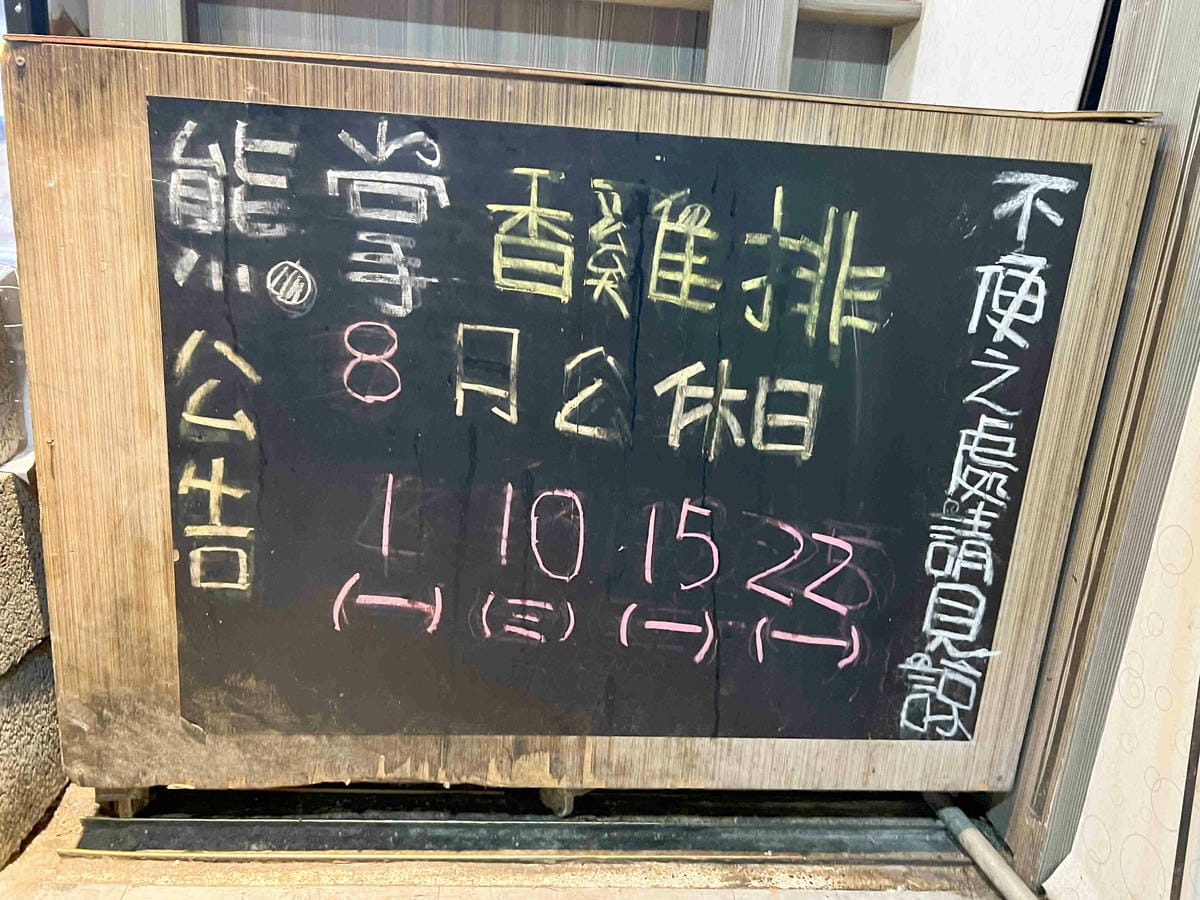 熊掌香雞排
公告
8月公休日
1 10 15 22
(一) (三) (一) (一)
不便之處請見諒